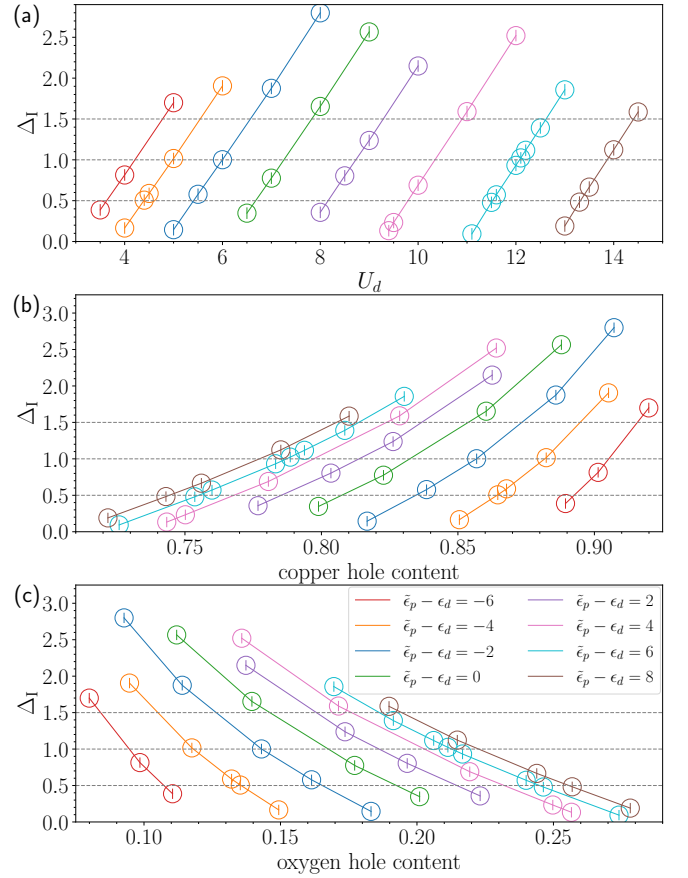 (a)
2.5
2.0
1.5
1.0
0.5
0.0
Δ_I
4 6 8 10 12 14
U_d
(b)
3.0
2.5
2.0
1.5
1.0
0.5
0.0
Δ_I
0.75 0.80 0.85 0.90
copper hole content
(c)
3.0
2.5
2.0
1.5
1.0
0.5
0.0
Δ_I
ϵ̃_p − ϵ_d = −6
ϵ̃_p − ϵ_d = −4
ϵ̃_p − ϵ_d = −2
ϵ̃_p − ϵ_d = 0
ϵ̃_p − ϵ_d = 2
ϵ̃_p − ϵ_d = 4
ϵ̃_p − ϵ_d = 6
ϵ̃_p − ϵ_d = 8
0.10 0.15 0.20 0.25
oxygen hole content